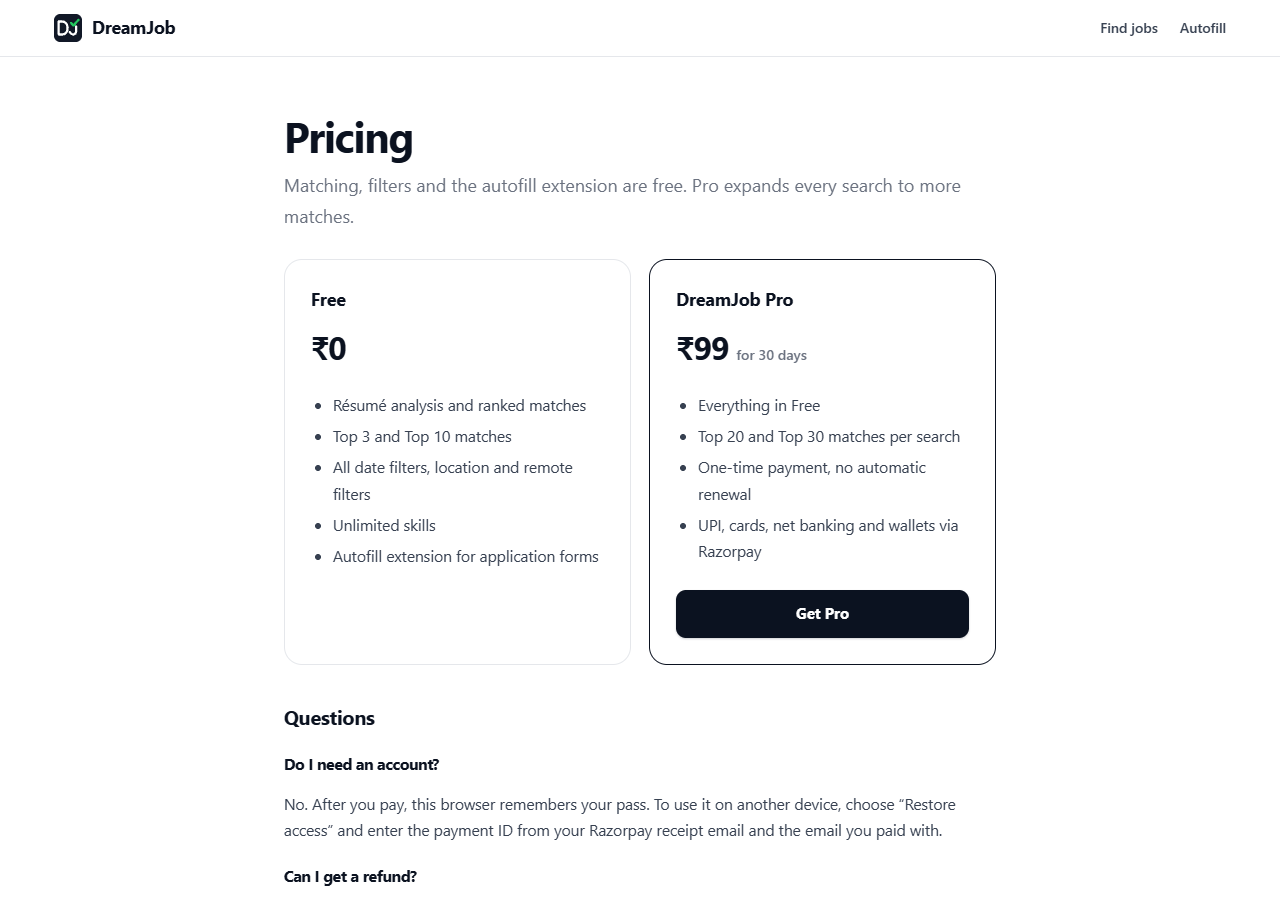 DJ DreamJob
Find jobs
Autofill
Pricing
Matching, filters and the autofill extension are free. Pro expands every search to more
matches.
Free
₹0
• Résumé analysis and ranked matches
• Top 3 and Top 10 matches
• All date filters, location and remote
filters
• Unlimited skills
• Autofill extension for application forms
DreamJob Pro
₹99 for 30 days
• Everything in Free
• Top 20 and Top 30 matches per search
• One-time payment, no automatic
renewal
• UPI, cards, net banking and wallets via
Razorpay
Get Pro
Questions
Do I need an account?
No. After you pay, this browser remembers your pass. To use it on another device, choose “Restore
access” and enter the payment ID from your Razorpay receipt email and the email you paid with.
Can I get a refund?